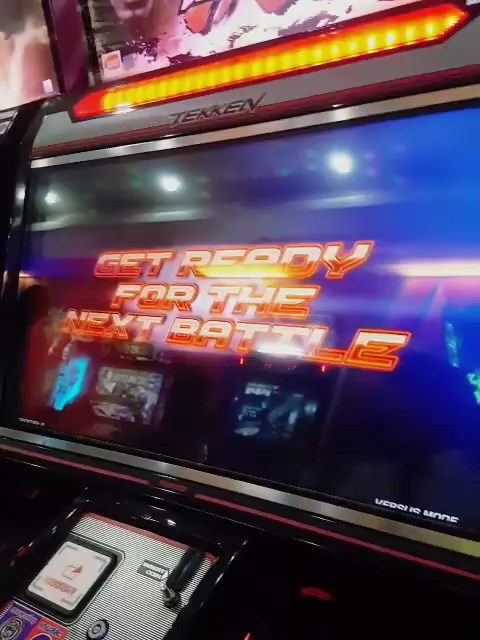 TEKKEN
GET READY
FOR THE
NEXT BATTLE
VERSUS MODE